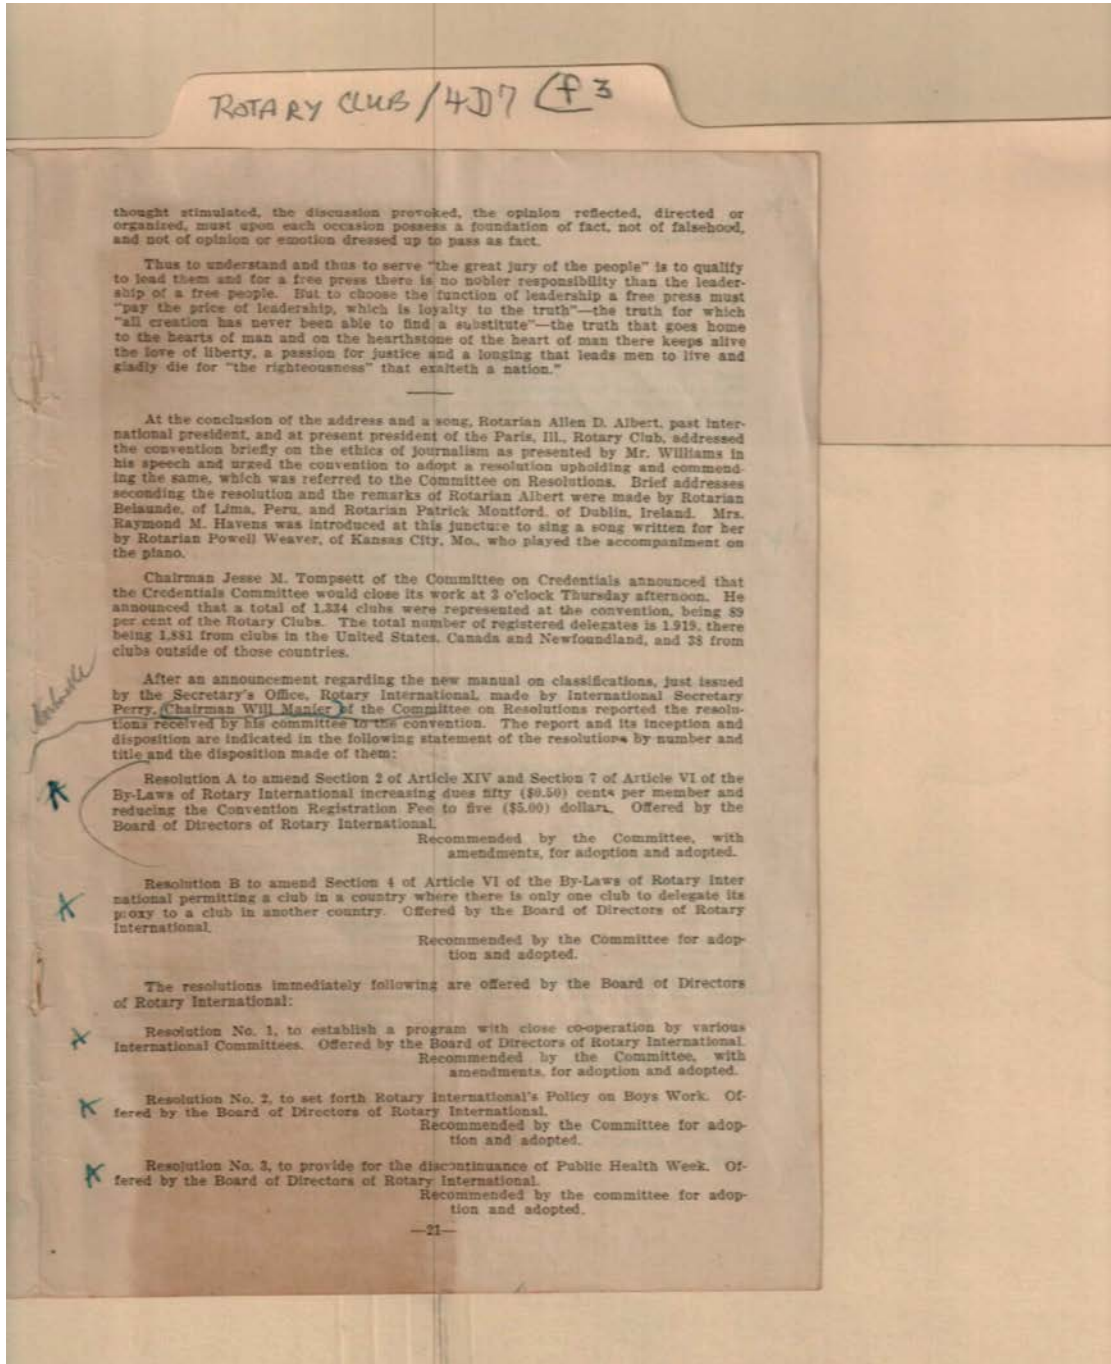 ROTARY CLUB/4D7 f3
thought stimulated, the discussion provoked, the opinion reflected, directed or
organized, must upon each occasion possess a foundation of fact, not of falsehood,
and not of opinion or emotion dressed up to pass as fact.
Thus to understand and thus to serve "the great jury of the people" is to qualify
to lead them and for a free press there is no nobler responsibility than the leader-
ship of a free people. But to choose the function of leadership a free press must
"pay the price of leadership, which is loyalty to the truth"—the truth for which
"all creation has never been able to find a substitute"—the truth that goes home
to the hearts of man and on the hearthstone of the heart of man there keeps alive
the love of liberty, a passion for justice and a longing that leads men to live and
gladly die for "the righteousness" that exalteth a nation."
At the conclusion of the address and a song, Rotarian Allen D. Albert, past inter-
national president, and at present president of the Paris, Ill., Rotary Club, addressed
the convention briefly on the ethics of journalism as presented by Mr. Williams in
his speech and urged the convention to adopt a resolution upholding and commend-
ing the same, which was referred to the Committee on Resolutions. Brief addresses
seconding the resolution and the remarks of Rotarian Albert were made by Rotarian
Belaunde, of Lima, Peru, and Rotarian Patrick Montford, of Dublin, Ireland. Mrs.
Raymond M. Havens was introduced at this juncture to sing a song written for her
by Rotarian Powell Weaver, of Kansas City, Mo., who played the accompaniment on
the piano.
Chairman Jesse M. Tompsett of the Committee on Credentials announced that
the Credentials Committee would close its work at 3 o'clock Thursday afternoon. He
announced that a total of 1,334 clubs were represented at the convention, being 89
per cent of the Rotary Clubs. The total number of registered delegates is 1,919, there
being 1,881 from clubs in the United States, Canada and Newfoundland, and 38 from
clubs outside of those countries.
After an announcement regarding the new manual on classifications, just issued
by the Secretary's Office, Rotary International, made by International Secretary
Perry, Chairman Will Manier of the Committee on Resolutions reported the resolu-
tions received by his committee to the convention. The report and its inception and
disposition are indicated in the following statement of the resolutions by number and
title and the disposition made of them:
Resolution A to amend Section 2 of Article XIV and Section 7 of Article VI of the
By-Laws of Rotary International increasing dues fifty ($0.50) cents per member and
reducing the Convention Registration Fee to five ($5.00) dollars. Offered by the
Board of Directors of Rotary International.
Recommended by the Committee, with
amendments, for adoption and adopted.
Resolution B to amend Section 4 of Article VI of the By-Laws of Rotary Inter
national permitting a club in a country where there is only one club to delegate its
proxy to a club in another country. Offered by the Board of Directors of Rotary
International.
Recommended by the Committee for adop-
tion and adopted.
The resolutions immediately following are offered by the Board of Directors
of Rotary International:
Resolution No. 1, to establish a program with close co-operation by various
International Committees. Offered by the Board of Directors of Rotary International.
Recommended by the Committee, with
amendments, for adoption and adopted.
Resolution No. 2, to set forth Rotary International's Policy on Boys Work. Of-
fered by the Board of Directors of Rotary International.
Recommended by the Committee for adop-
tion and adopted.
Resolution No. 3, to provide for the discontinuance of Public Health Week. Of-
fered by the Board of Directors of Rotary International.
Recommended by the committee for adop-
tion and adopted.
—21—